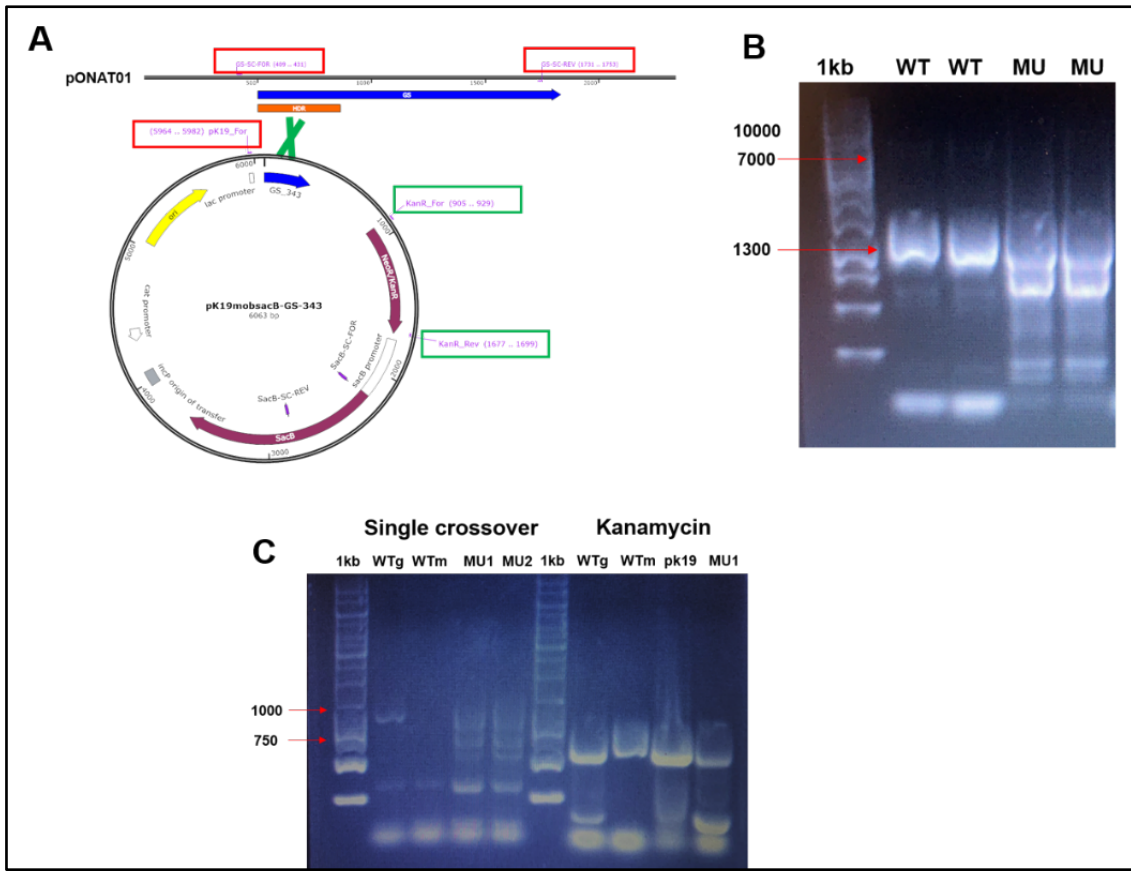 A
pONAT01
GS-SC-FOR (409 .. 431)
GS-SC-REV (1731 .. 1753)
500
1000
1500
2000
GS
HDR
(5964 .. 5982) pK19_For
6000
lac promoter
GS_343
ori
KanR_For (905 .. 929)
1000
5000
NeoR/KanR
pK19mobsacB-GS-343
6063 bp
cat promoter
KanR_Rev (1677 .. 1699)
SacB-SC-FOR
sacB promoter
2000
SacB-SC-REV
incP origin of transfer
4000
SacB
3000
B
1kb WT WT MU MU
10000
7000
1300
C
Single crossover Kanamycin
1kb WTg WTm MU1 MU2 1kb WTg WTm pk19 MU1
1000
750